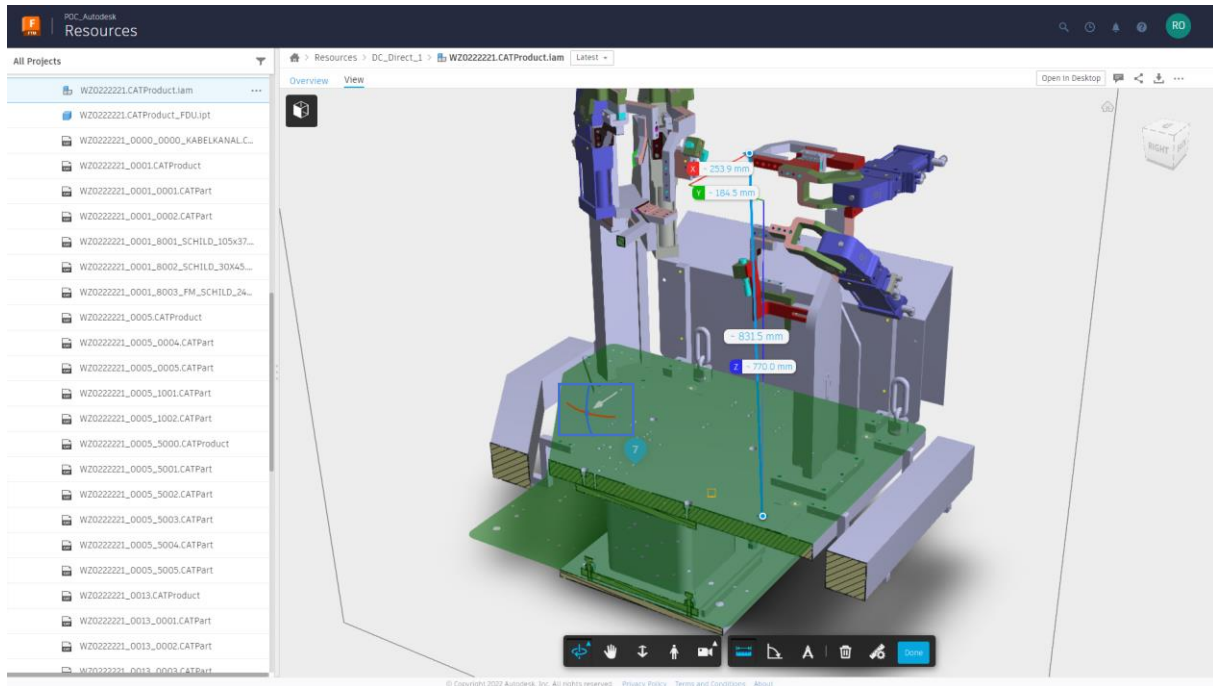 F
FTM
POC_Autodesk
Resources
RO
All Projects
Resources > DC_Direct_1 > WZ0222221.CATProduct.iam Latest
Overview View
Open in Desktop
WZ0222221.CATProduct.iam ...
WZ0222221.CATProduct_FDU.ipt
WZ0222221_0000_0000_KABELKANAL.C...
WZ0222221_0001.CATProduct
WZ0222221_0001_0001.CATPart
WZ0222221_0001_0002.CATPart
WZ0222221_0001_8001_SCHILD_105x37...
WZ0222221_0001_8002_SCHILD_30X45....
WZ0222221_0001_8003_FM_SCHILD_24...
WZ0222221_0005.CATProduct
WZ0222221_0005_0004.CATPart
WZ0222221_0005_0005.CATPart
WZ0222221_0005_1001.CATPart
WZ0222221_0005_1002.CATPart
WZ0222221_0005_5000.CATProduct
WZ0222221_0005_5001.CATPart
WZ0222221_0005_5002.CATPart
WZ0222221_0005_5003.CATPart
WZ0222221_0005_5004.CATPart
WZ0222221_0005_5005.CATPart
WZ0222221_0013.CATProduct
WZ0222221_0013_0001.CATPart
WZ0222221_0013_0002.CATPart
WZ0222221_0013_0003.CATPart
RIGHT
X ~ 253.9 mm
Y ~ 184.5 mm
~ 831.5 mm
Z ~ 770.0 mm
7
Done
© Copyright 2022 Autodesk, Inc. All rights reserved. Privacy Policy Terms and Conditions About